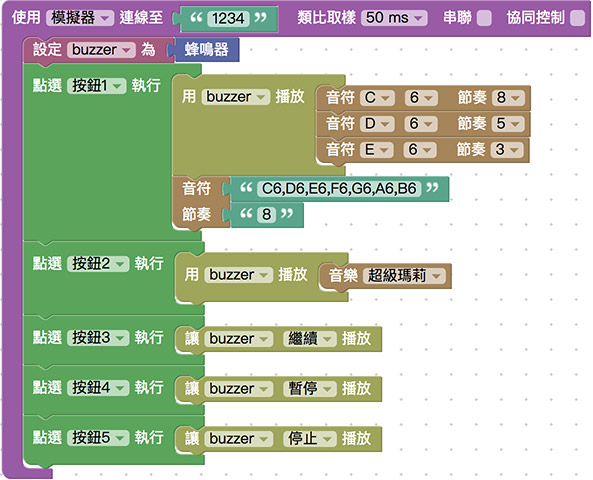 使用 模擬器 連線至 “ 1234 ” 類比取樣 50 ms 串聯 協同控制
設定 buzzer 為 蜂鳴器
點選 按鈕1 執行
用 buzzer 播放
音符 C 6 節奏 8
音符 D 6 節奏 5
音符 E 6 節奏 3
音符 “ C6,D6,E6,F6,G6,A6,B6 ”
節奏 “ 8 ”
點選 按鈕2 執行
用 buzzer 播放 音樂 超級瑪莉
點選 按鈕3 執行 讓 buzzer 繼續 播放
點選 按鈕4 執行 讓 buzzer 暫停 播放
點選 按鈕5 執行 讓 buzzer 停止 播放